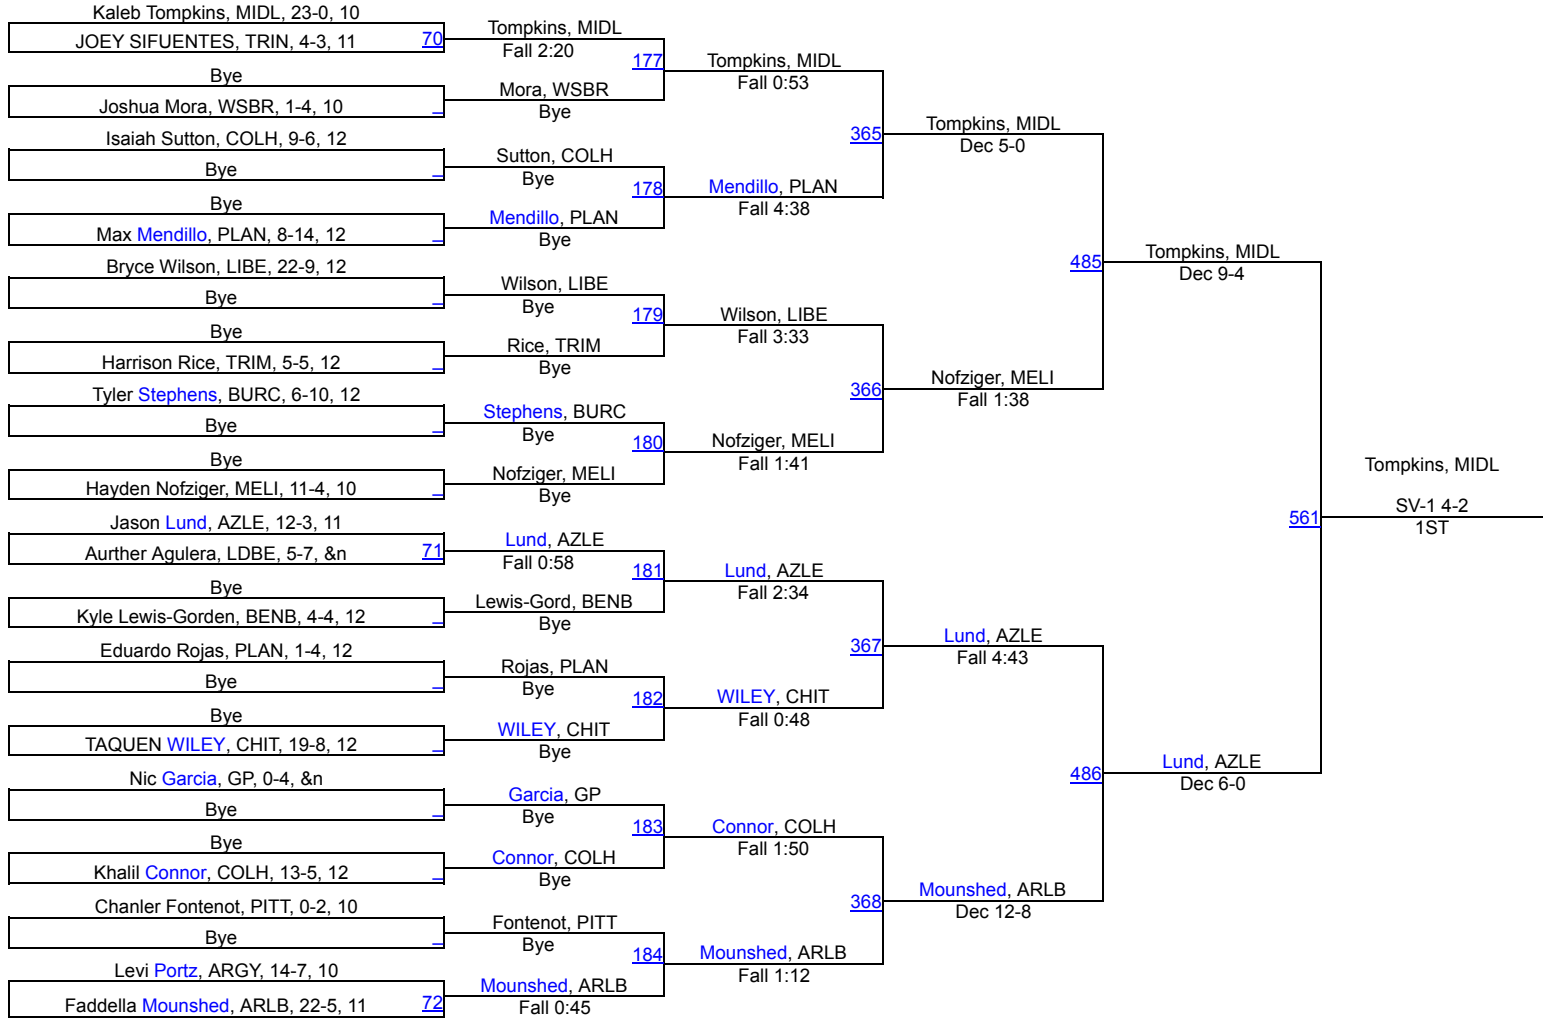 Kaleb Tompkins, MIDL, 23-0, 10
JOEY SIFUENTES, TRIN, 4-3, 11
70
Bye
Joshua Mora, WSBR, 1-4, 10
Isaiah Sutton, COLH, 9-6, 12
Bye
Bye
Max Mendillo, PLAN, 8-14, 12
Bryce Wilson, LIBE, 22-9, 12
Bye
Bye
Harrison Rice, TRIM, 5-5, 12
Tyler Stephens, BURC, 6-10, 12
Bye
Bye
Hayden Nofziger, MELI, 11-4, 10
Jason Lund, AZLE, 12-3, 11
Aurther Agulera, LDBE, 5-7, &n
71
Bye
Kyle Lewis-Gorden, BENB, 4-4, 12
Eduardo Rojas, PLAN, 1-4, 12
Bye
Bye
TAQUEN WILEY, CHIT, 19-8, 12
Nic Garcia, GP, 0-4, &n
Bye
Bye
Khalil Connor, COLH, 13-5, 12
Chanler Fontenot, PITT, 0-2, 10
Bye
Levi Portz, ARGY, 14-7, 10
Faddella Mounshed, ARLB, 22-5, 11
72
Tompkins, MIDL
Fall 2:20
177
Mora, WSBR
Bye
Sutton, COLH
Bye
178
Mendillo, PLAN
Bye
Wilson, LIBE
Bye
179
Rice, TRIM
Bye
Stephens, BURC
Bye
180
Nofziger, MELI
Bye
Lund, AZLE
Fall 0:58
181
Lewis-Gord, BENB
Bye
Rojas, PLAN
Bye
182
WILEY, CHIT
Bye
Garcia, GP
Bye
183
Connor, COLH
Bye
Fontenot, PITT
Bye
184
Mounshed, ARLB
Fall 0:45
Tompkins, MIDL
Fall 0:53
365
Mendillo, PLAN
Fall 4:38
Wilson, LIBE
Fall 3:33
366
Nofziger, MELI
Fall 1:41
Lund, AZLE
Fall 2:34
367
WILEY, CHIT
Fall 0:48
Connor, COLH
Fall 1:50
368
Mounshed, ARLB
Fall 1:12
Tompkins, MIDL
Dec 5-0
485
Nofziger, MELI
Fall 1:38
Lund, AZLE
Fall 4:43
486
Mounshed, ARLB
Dec 12-8
Tompkins, MIDL
Dec 9-4
561
Lund, AZLE
Dec 6-0
Tompkins, MIDL
SV-1 4-2
1ST